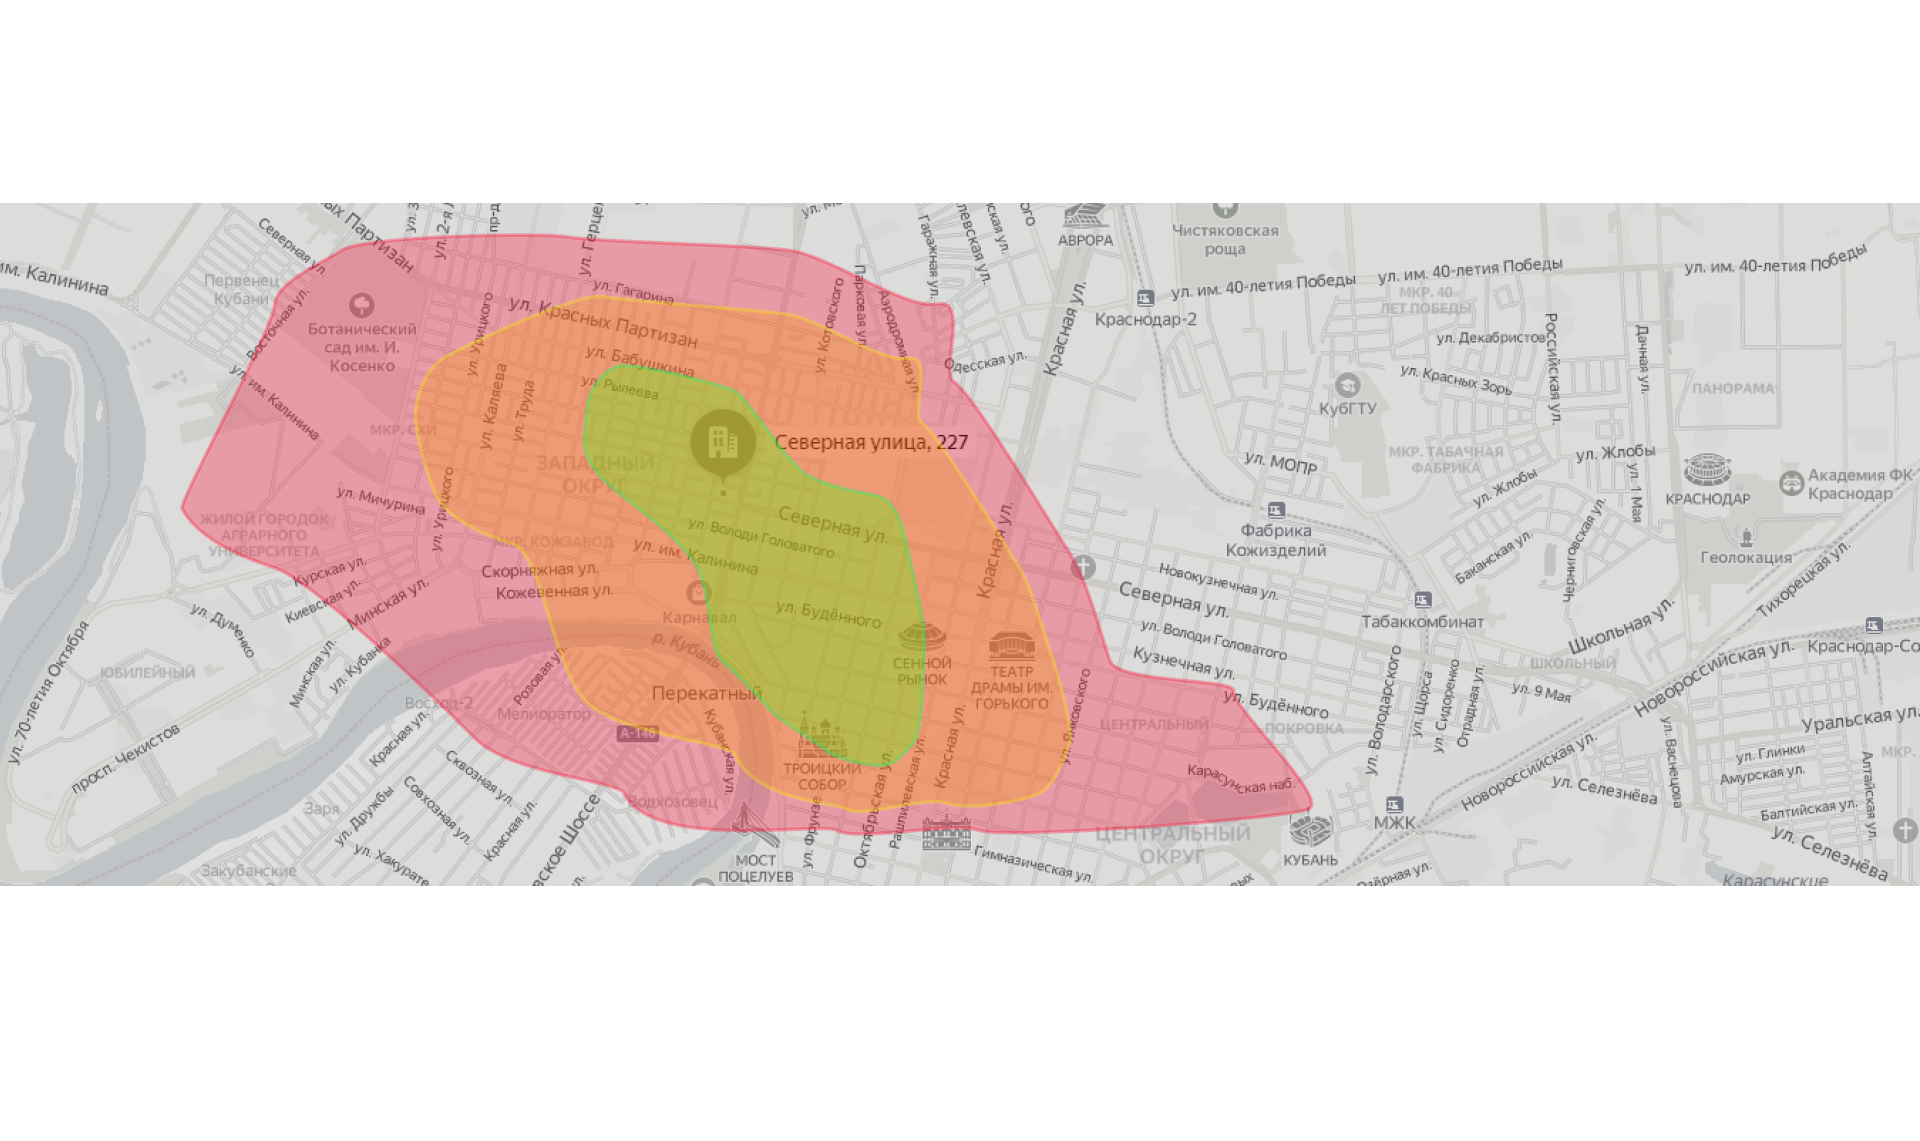 ул. Герцен
АВРОРА
Чистяковская
роща
ых Партизан
Северная ул.
Гаражная ул.
ул. им. 40-летия Победы
ул. им. 40-летия Победы
ул. им. 40-летия Победы
им. Калинина
Первенец
Кубани
ул. Гагарина
Парковая ул.
Аэродромная ул.
Краснодар-2
МКР. 40
ЛЕТ ПОБЕДЫ
Восточная ул.
Ботанический
сад им. И.
Косенко
ул. Урицкого
ул. Красных Партизан
ул. Котовского
Красная ул.
ул. Декабристов
Российская ул.
Дачная ул.
ул. Бабушкина
Одесская ул.
ул. Красных Зорь
ПАНОРАМА
ул. им. Калинина
ул. Каляева
ул. Труда
ул. Рылеева
КубГТУ
МКР. СХИ
Северная улица, 227
ЗАПАДНЫЙ
ОКРУГ
ул. МОПР
МКР. ТАБАЧНАЯ
ФАБРИКА
ул. Жлобы
ул. Жлобы
ул. 1 Мая
КРАСНОДАР
Академия ФК
Краснодар
ул. Мичурина
ул. Урицкого
ЖИЛОЙ ГОРОДОК
АГРАРНОГО
УНИВЕРСИТЕТА
МКР. КОЖЗАВОД
Северная ул.
ул. Володи Головатого
ул. им. Калинина
Красная ул.
Фабрика
Кожизделий
Баканская ул.
Черниговская ул.
Геолокация
Тихорецкая ул.
Курская ул.
Киевская ул.
Минская ул.
Скорняжная ул.
Кожевенная ул.
Карнавал
ул. Будённого
Новокузнечная ул.
Северная ул.
ул. Володи Головатого
Кузнечная ул.
Табаккомбинат
Школьная ул.
ШКОЛЬНЫЙ
Новороссийская ул.
Краснодар-Со
ул. Думенко
ул. 70-летия Октября
ЮБИЛЕЙНЫЙ
Минская ул.
ул. Кубанка
Розовая ул.
р. Кубань
Перекатный
СЕННОЙ
РЫНОК
ТЕАТР
ДРАМЫ ИМ.
ГОРЬКОГО
ул. Янковского
ул. Будённого
ПОКРОВКА
ЦЕНТРАЛЬНЫЙ
ул. Володарского
ул. Щорса
ул. Сидоренко
Отрадная ул.
ул. 9 Мая
Уральская ул.
Восход-2
Мелиоратор
А-146
Кубанская ул.
просп. Чекистов
Красная ул.
Сквозная ул.
ТРОИЦКИЙ
СОБОР
Октябрьская ул.
Рашпилевская ул.
Красная ул.
Карасунская наб.
Новороссийская ул.
ул. Селезнёва
ул. Васнецова
ул. Глинки
Амурская ул.
Балтийская ул.
Алтайская ул.
МКР.
Заря
ул. Дружбы
Совхозная ул.
Красная ул.
Водхозовец
ул. Фрунзе
ЦЕНТРАЛЬНЫЙ
ОКРУГ
КУБАНЬ
МЖК
ул. Селезнёва
Закубанские
ул. Хакурате
вское Шоссе
МОСТ
ПОЦЕЛУЕВ
Гимназическая ул.
Озёрная ул.
Карасунские